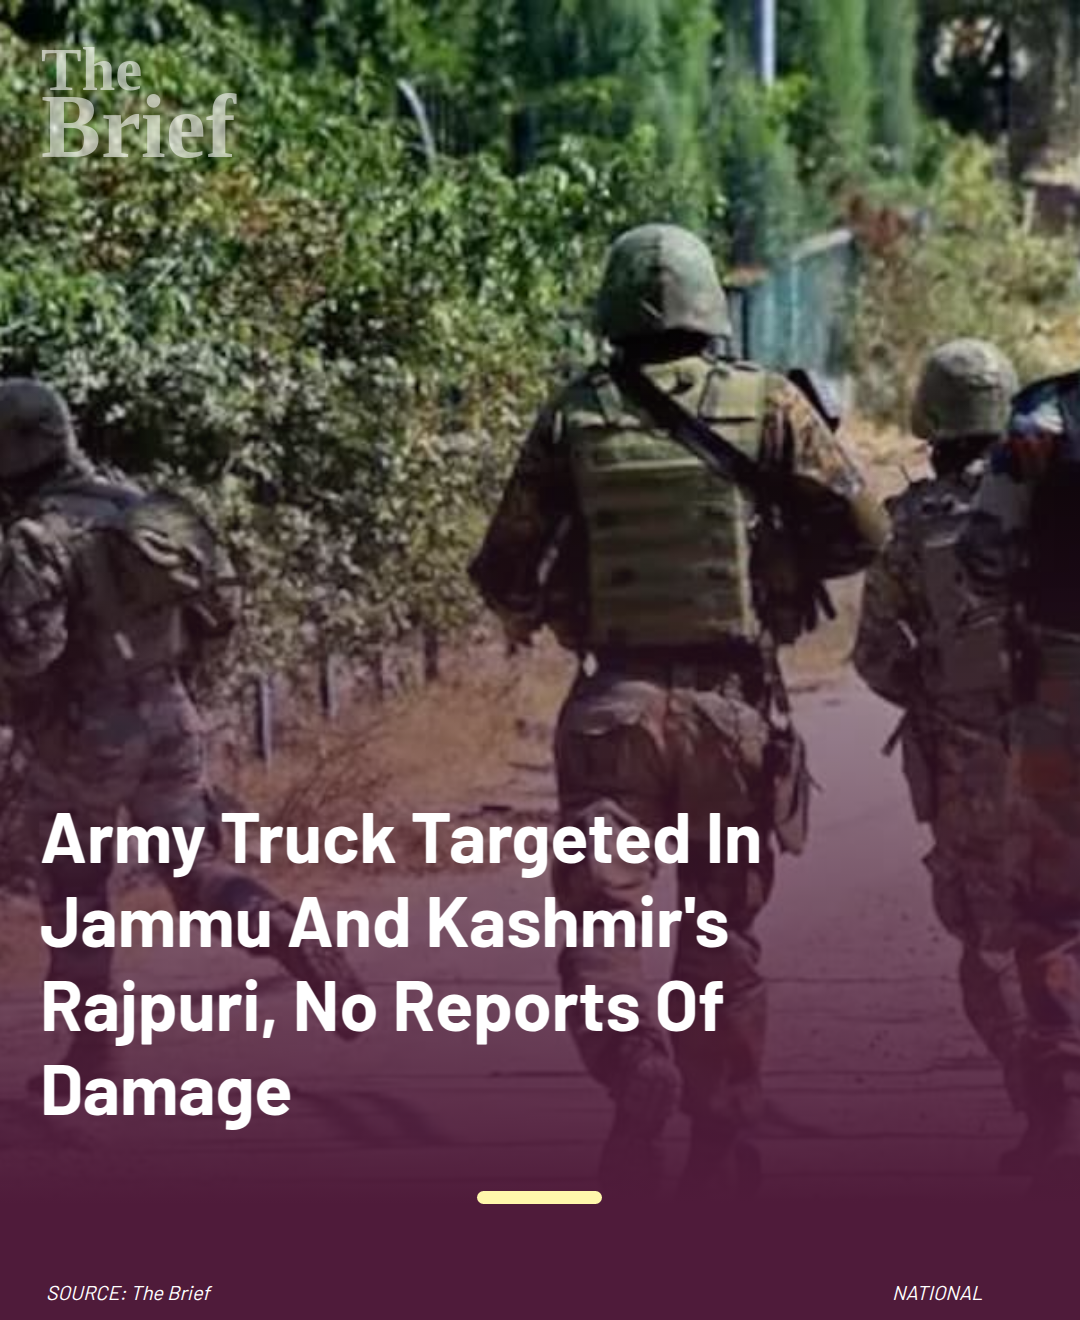 The
Brief
Army Truck Targeted In
Jammu And Kashmir's
Rajpuri, No Reports Of
Damage
SOURCE: The Brief
NATIONAL